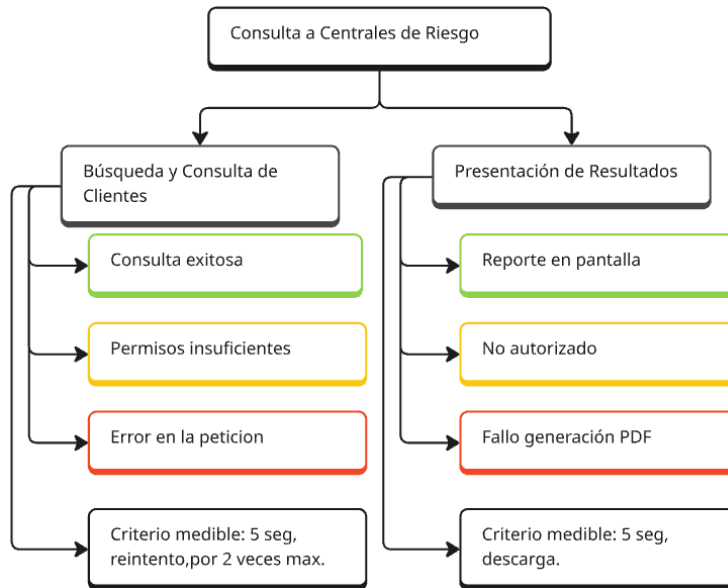 Consulta a Centrales de Riesgo
Búsqueda y Consulta de
Clientes
Consulta exitosa
Permisos insuficientes
Error en la peticion
Criterio medible: 5 seg,
reintento,por 2 veces max.
Presentación de Resultados
Reporte en pantalla
No autorizado
Fallo generación PDF
Criterio medible: 5 seg,
descarga.